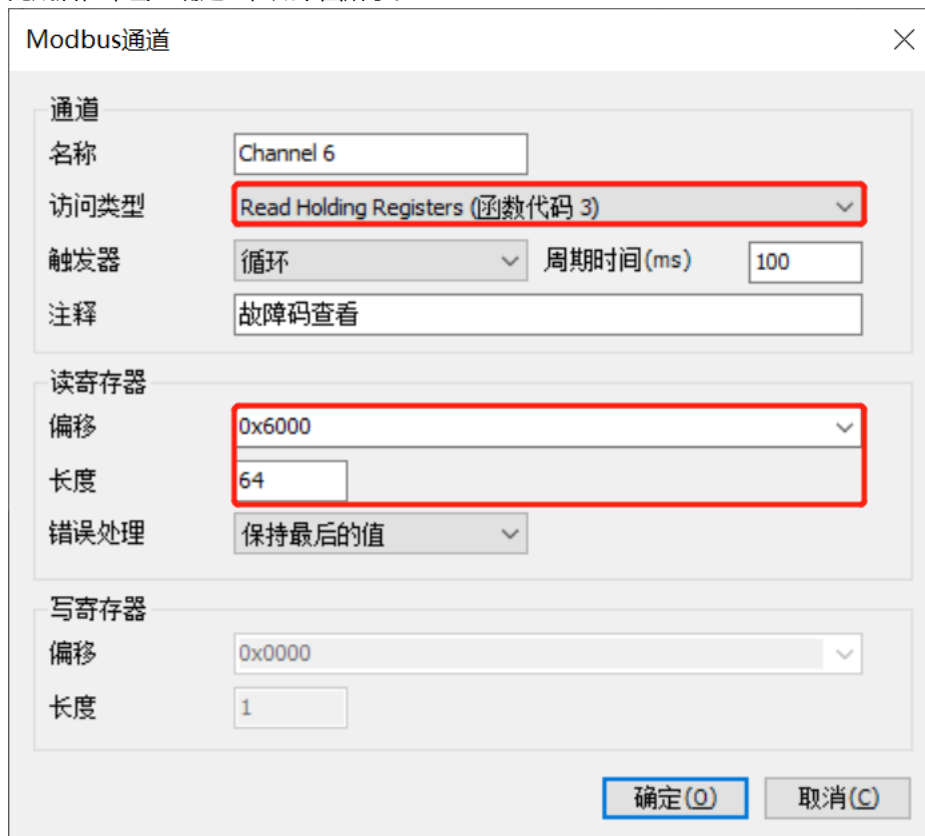 Modbus通道
通道
名称 Channel 6
访问类型 Read Holding Registers (函数代码 3)
触发器 循环 周期时间(ms) 100
注释 故障码查看
读寄存器
偏移 0x6000
长度 64
错误处理 保持最后的值
写寄存器
偏移 0x0000
长度 1
确定(O) 取消(C)